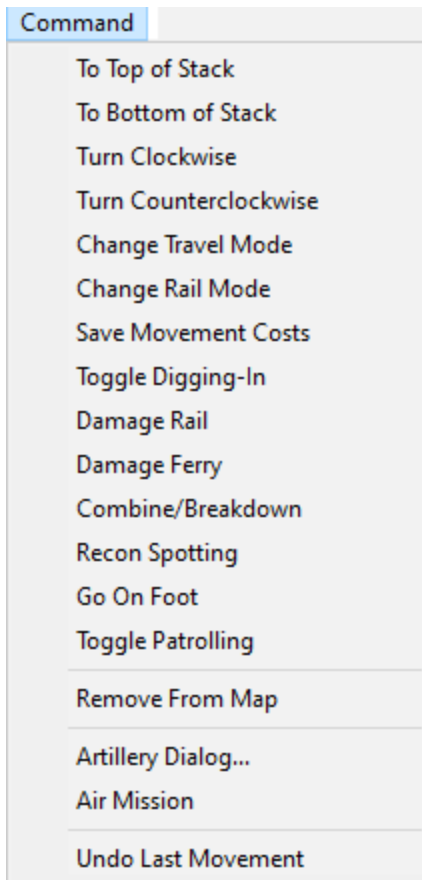 Command
To Top of Stack
To Bottom of Stack
Turn Clockwise
Turn Counterclockwise
Change Travel Mode
Change Rail Mode
Save Movement Costs
Toggle Digging-In
Damage Rail
Damage Ferry
Combine/Breakdown
Recon Spotting
Go On Foot
Toggle Patrolling
Remove From Map
Artillery Dialog...
Air Mission
Undo Last Movement